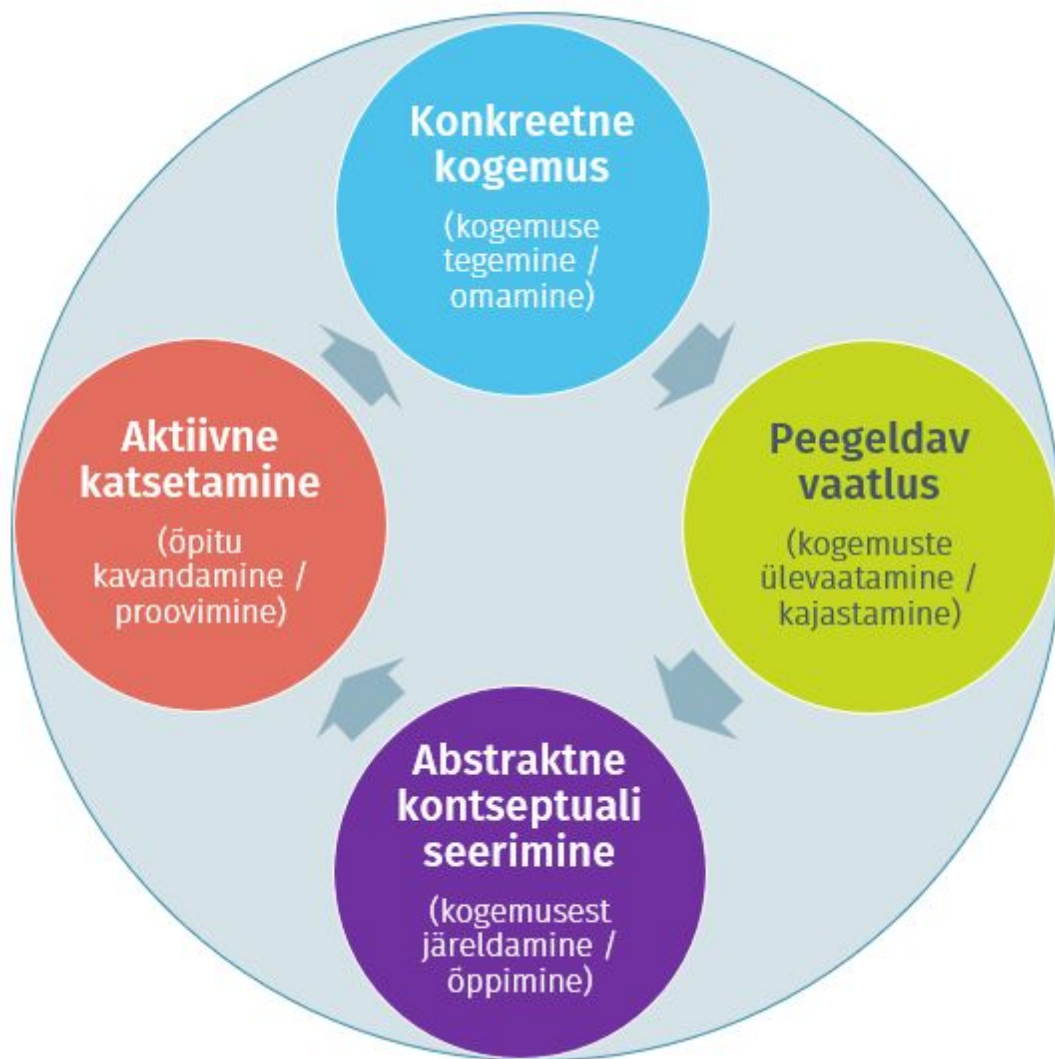 Konkreetne
kogemus
(kogemuse
tegemine /
omamine)
Peegeldav
vaatlus
(kogemuste
ülevaatamine /
kajastamine)
Abstraktne
kontseptuali
seerimine
(kogemusest
järeldamine /
õppimine)
Aktiivne
katsetamine
(õpitu
kavandamine /
proovimine)